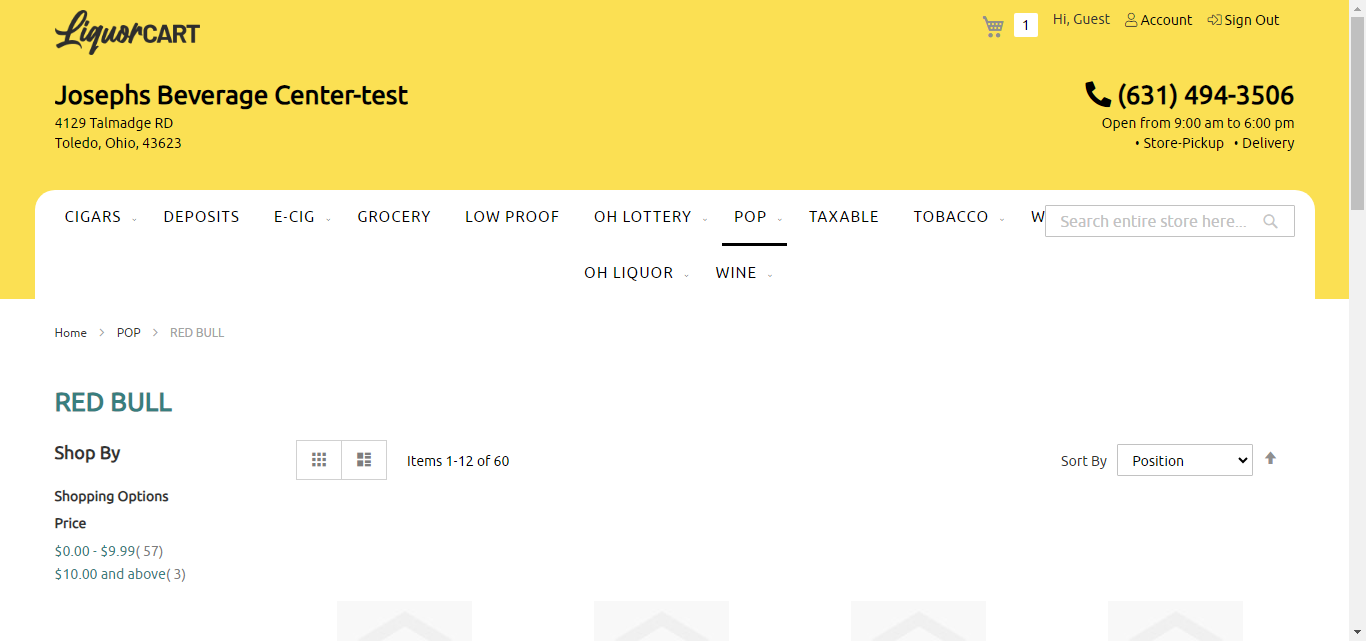 LiquorCART
1
Hi, Guest
Account
Sign Out
Josephs Beverage Center-test
4129 Talmadge RD
Toledo, Ohio, 43623
(631) 494-3506
Open from 9:00 am to 6:00 pm
• Store-Pickup • Delivery
CIGARS DEPOSITS E-CIG GROCERY LOW PROOF OH LOTTERY POP TAXABLE TOBACCO W
Search entire store here...
OH LIQUOR WINE
Home > POP > RED BULL
RED BULL
Shop By
Items 1-12 of 60
Sort By Position
Shopping Options
Price
$0.00 - $9.99( 57)
$10.00 and above( 3)